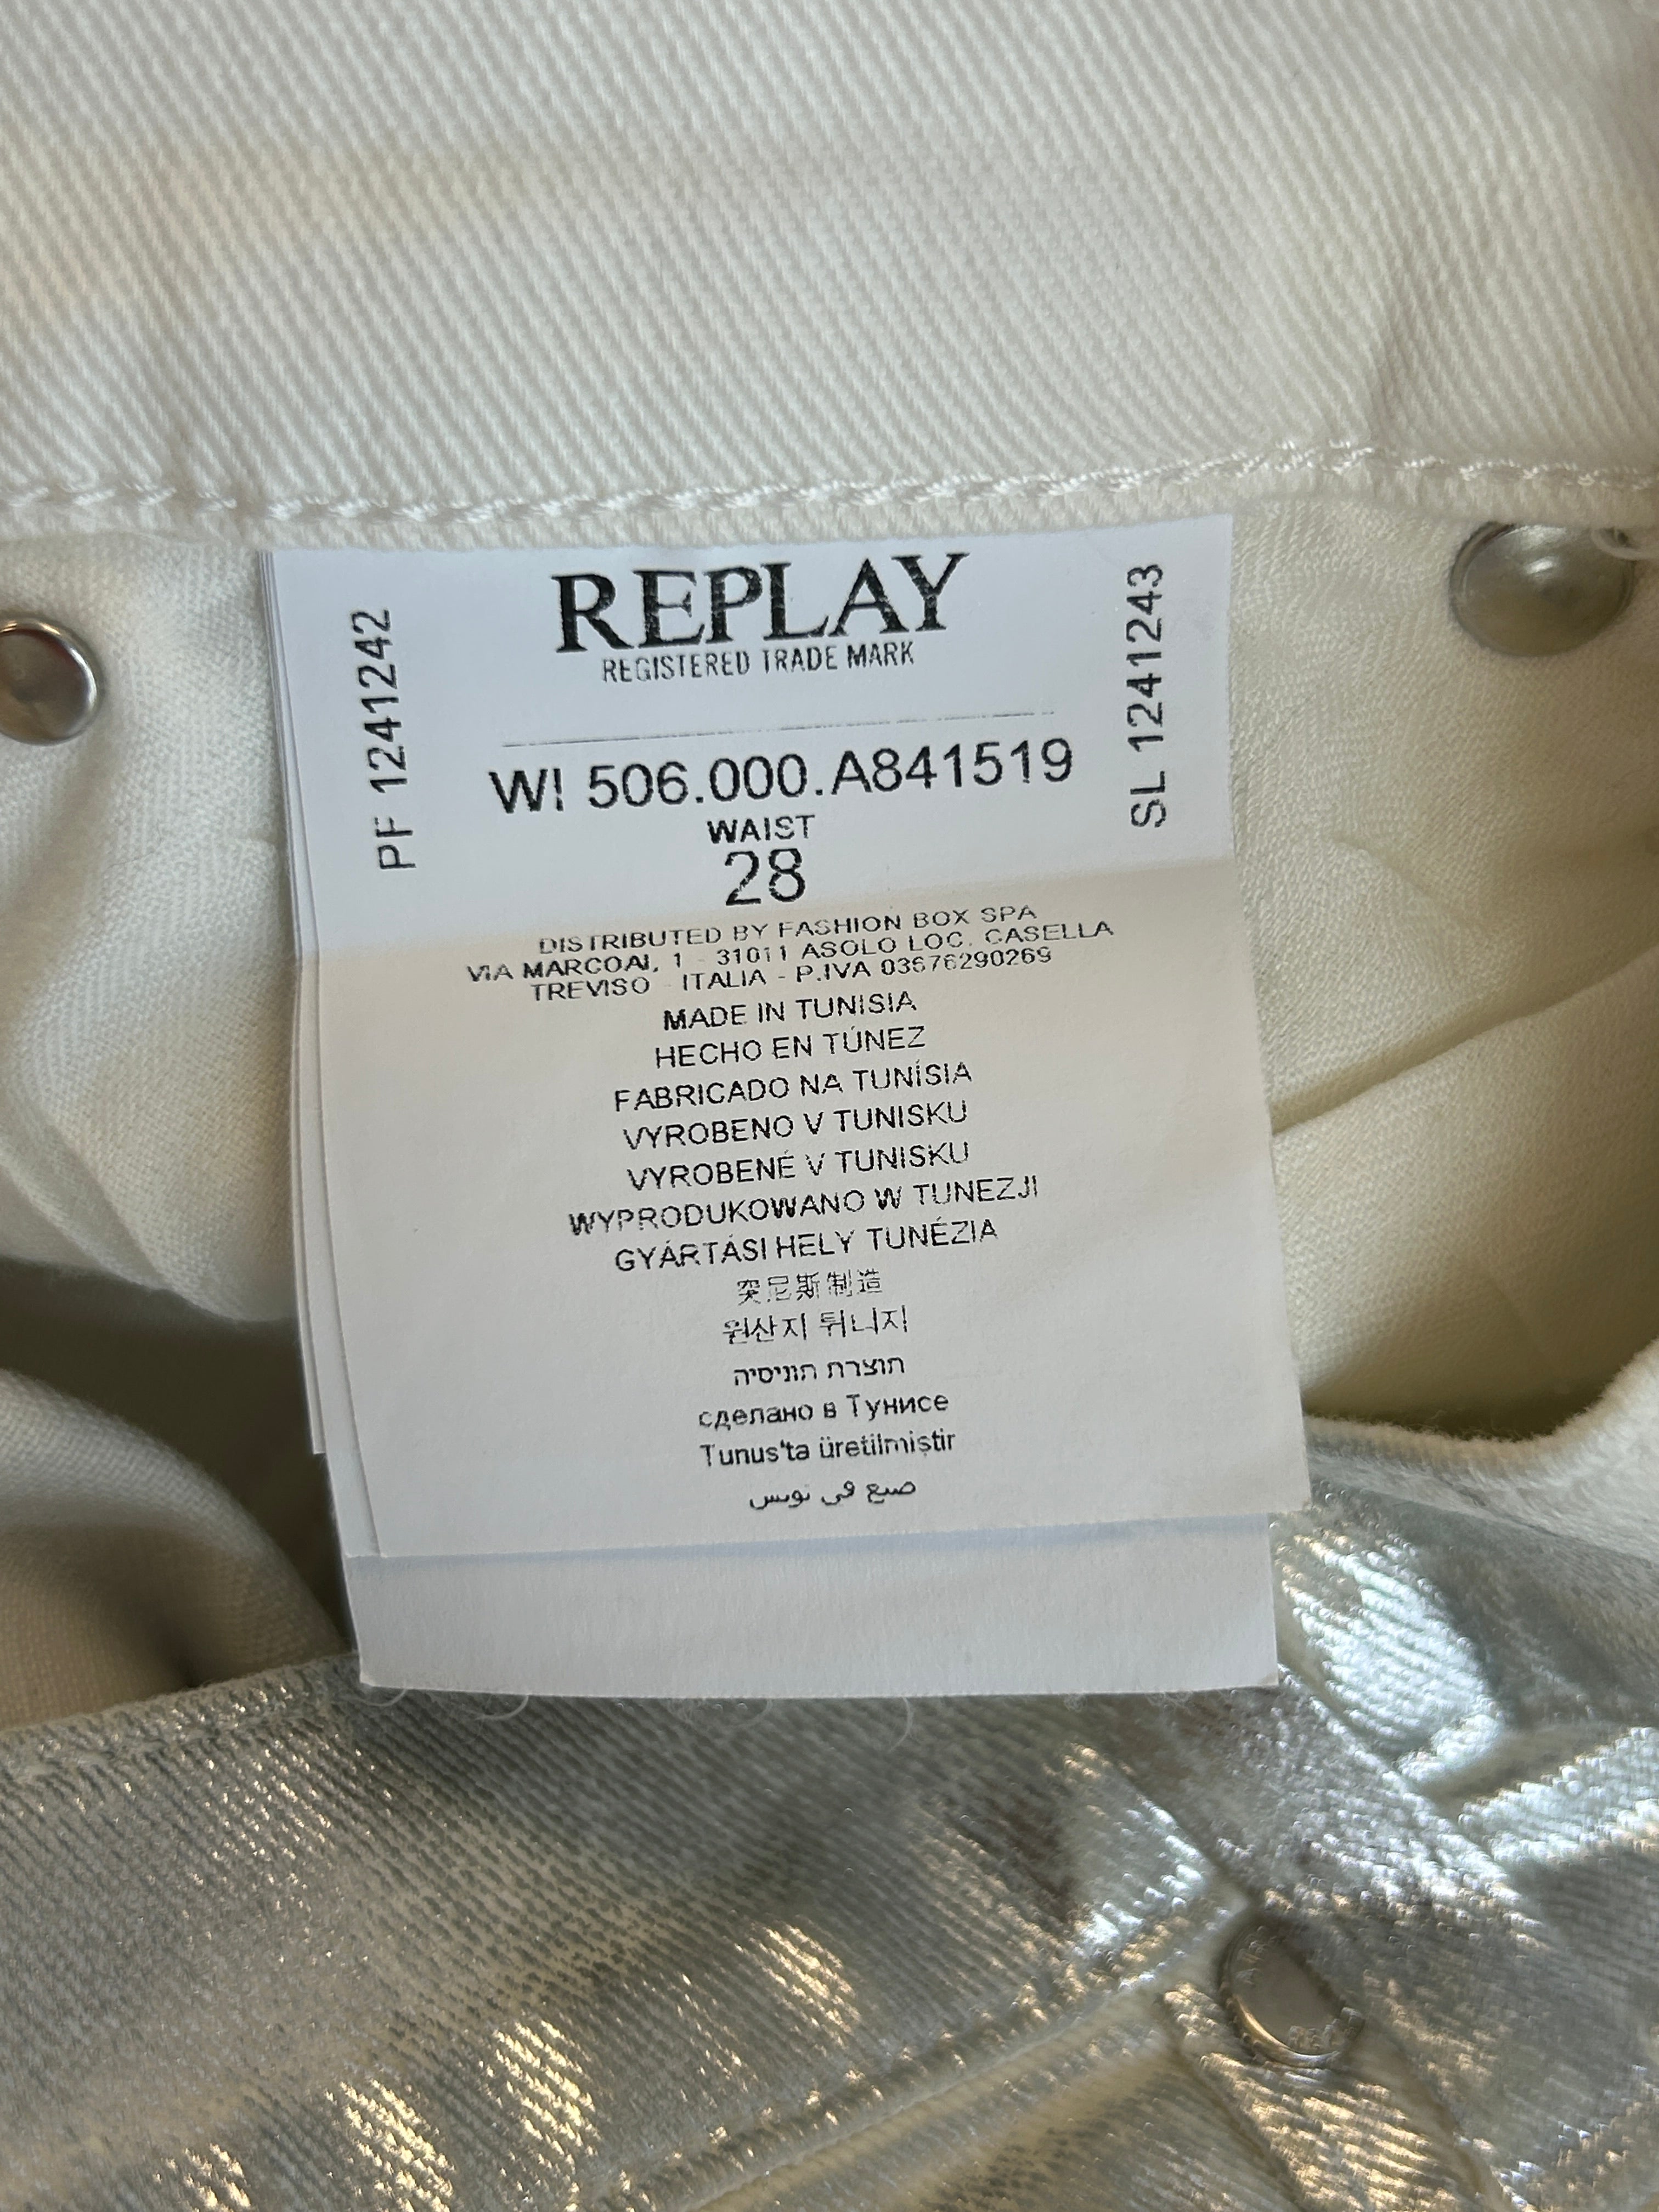 REPLAY
REGISTERED TRADE MARK
PF 1241242
SL 1241243
W! 506.000.A841519
WAIST
28
DISTRIBUTED BY FASHION BOX SPA
VIA MARCOAI, 1 - 31011 ASOLO LOC. CASELLA
TREVISO - ITALIA - P.IVA 03676290269
MADE IN TUNISIA
HECHO EN TÚNEZ
FABRICADO NA TUNÍSIA
VYROBENO V TUNISKU
VYROBENÉ V TUNISKU
WYPRODUKOWANO W TUNEZJI
GYÁRTÁSI HELY TUNÉZIA
突尼斯制造
원산지 튀니지
תוצרת תוניסיה
сделано в Тунисе
Tunus'ta üretilmiştir
صنع في تونس